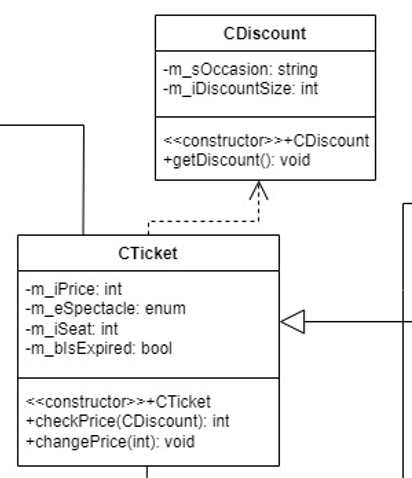 CDiscount
-m_sOccasion: string
-m_iDiscountSize: int
<<constructor>>+CDiscount
+getDiscount(): void
CTicket
-m_iPrice: int
-m_eSpectacle: enum
-m_iSeat: int
-m_bIsExpired: bool
<<constructor>>+CTicket
+checkPrice(CDiscount): int
+changePrice(int): void